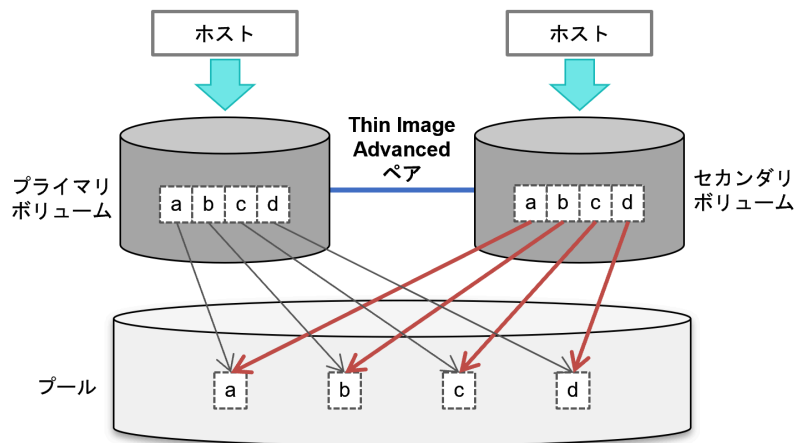 ホスト
ホスト
Thin Image
Advanced
ペア
プライマリ
ボリューム
セカンダリ
ボリューム
a b c d
a b c d
プール
a
b
c
d